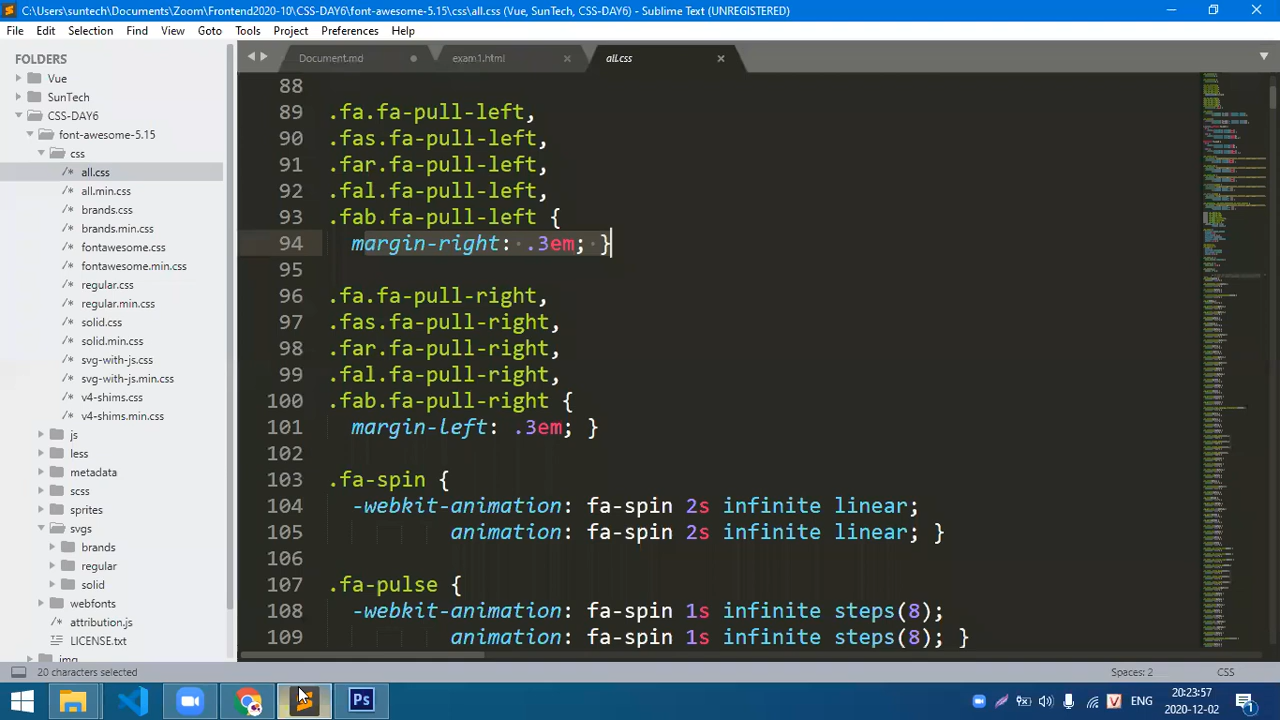 C:\Users\suntech\Documents\Zoom\Frontend2020-10\CSS-DAY6\font-awesome-5.15\css\all.css (Vue, SunTech, CSS-DAY6) - Sublime Text (UNREGISTERED)
File Edit Selection Find View Goto Tools Project Preferences Help
FOLDERS
Vue
SunTech
CSS-DAY6
font-awesome-5.15
css
/* all.css
/* all.min.css
/* brands.css
/* brands.min.css
/* fontawesome.css
/* fontawesome.min.css
/* regular.css
/* regular.min.css
/* solid.css
/* solid.min.css
/* svg-with-js.css
/* svg-with-js.min.css
/* v4-shims.css
/* v4-shims.min.css
js
less
metadata
scss
sprites
svgs
brands
regular
solid
webfonts
/* attribution.js
<> LICENSE.txt
img
Document.md exam1.html all.css
88
89 .fa.fa-pull-left,
90 .fas.fa-pull-left,
91 .far.fa-pull-left,
92 .fal.fa-pull-left,
93 .fab.fa-pull-left {
94 margin-right: .3em; }
95
96 .fa.fa-pull-right,
97 .fas.fa-pull-right,
98 .far.fa-pull-right,
99 .fal.fa-pull-right,
100 .fab.fa-pull-right {
101 margin-left: .3em; }
102
103 .fa-spin {
104 -webkit-animation: fa-spin 2s infinite linear;
105 animation: fa-spin 2s infinite linear; }
106
107 .fa-pulse {
108 -webkit-animation: fa-spin 1s infinite steps(8);
109 animation: fa-spin 1s infinite steps(8); }
20 characters selected Spaces: 2 CSS
Ps
V ENG
20:23:57
2020-12-02
1